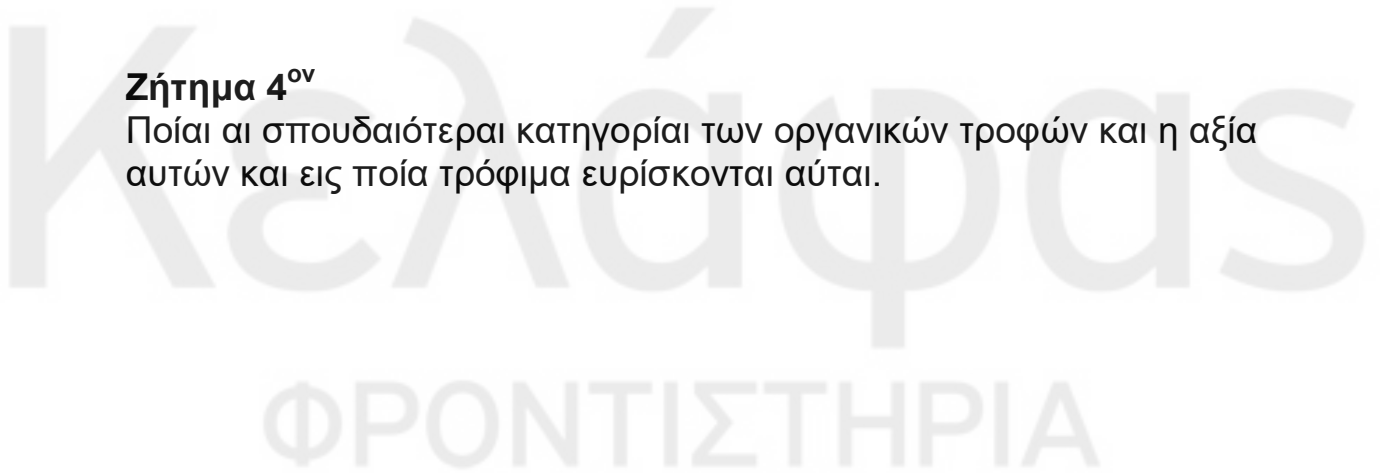 Ζήτημα 4ον
Ποίαι αι σπουδαιότεραι κατηγορίαι των οργανικών τροφών και η αξία
αυτών και εις ποία τρόφιμα ευρίσκονται αύται.
Κελάφας
ΦΡΟΝΤΙΣΤΗΡΙΑ